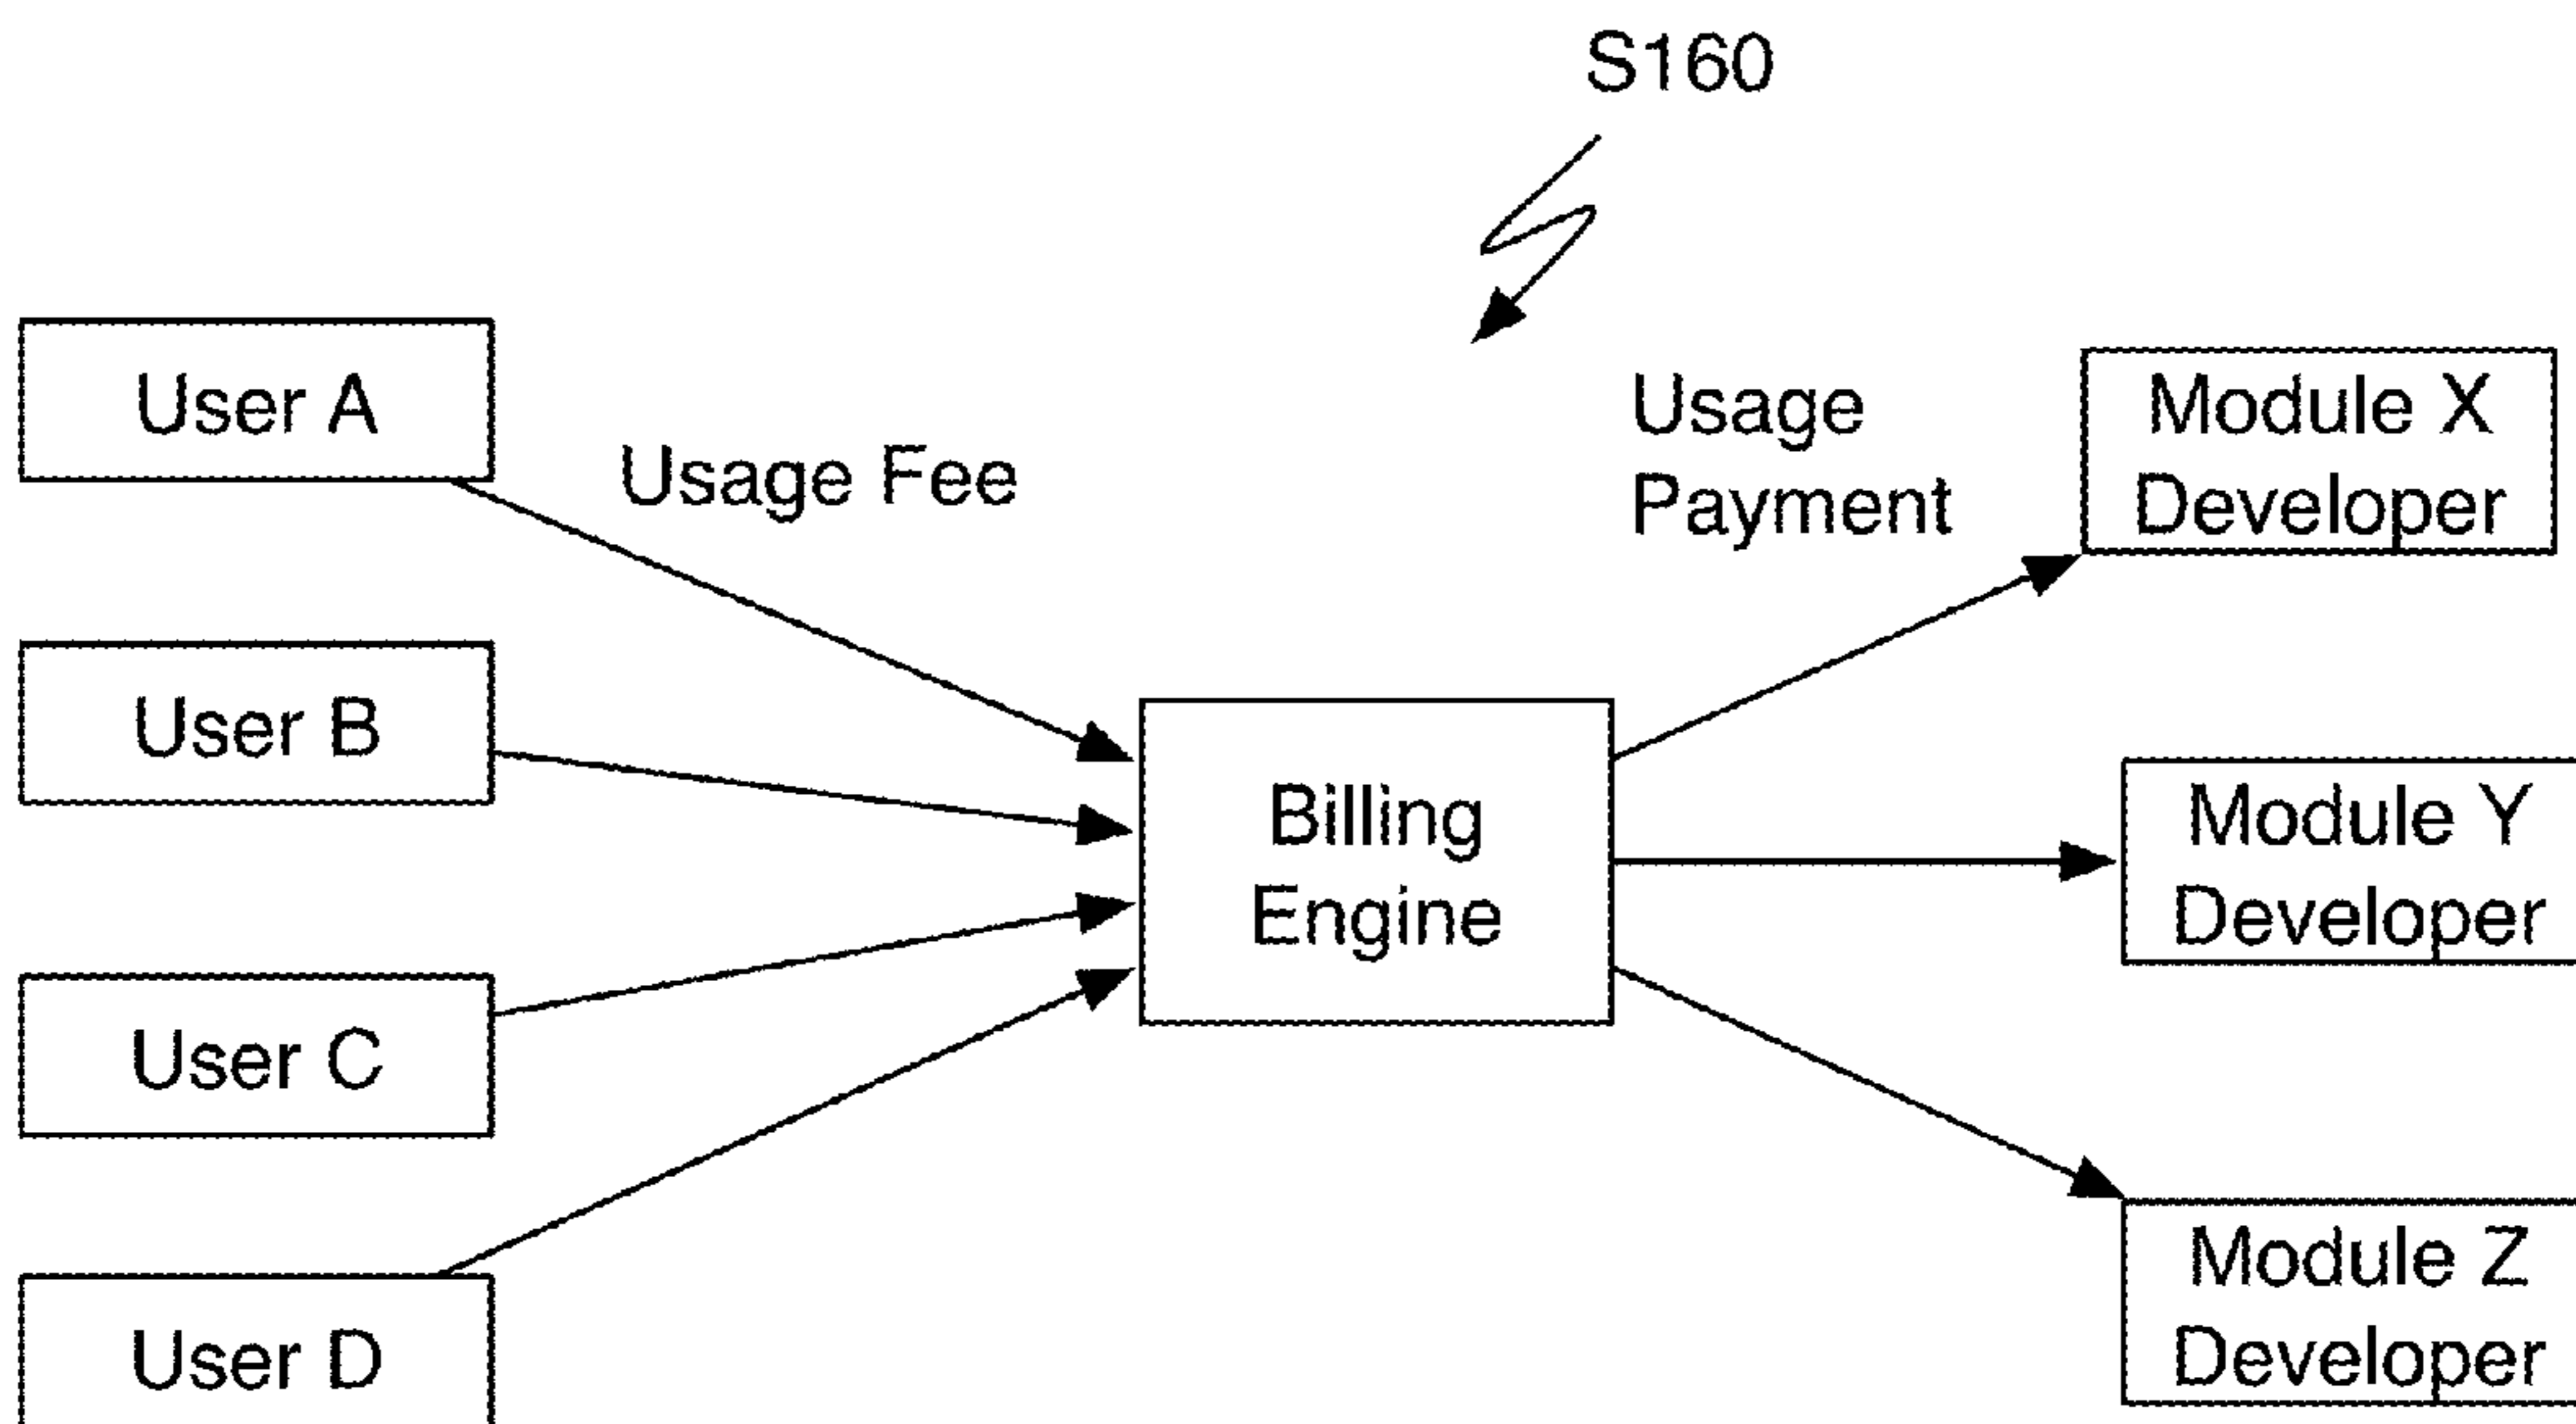 S160
User A
Usage Fee
Usage
Payment
Module X
Developer
User B
Billing
Engine
Module Y
Developer
User C
User D
Module Z
Developer